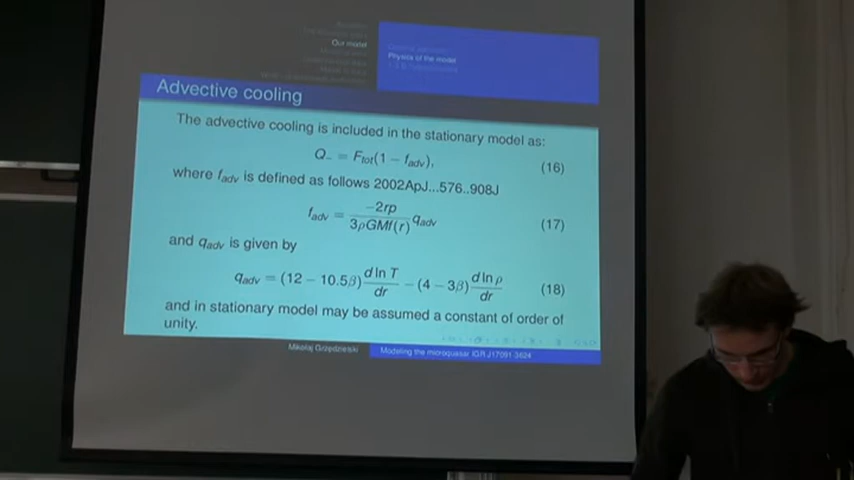 Our model
Physics of the model
Advective cooling
The advective cooling is included in the stationary model as:
Q_- = F_tot(1 − f_adv), (16)
where f_adv is defined as follows 2002ApJ...576..908J
f_adv = −2rp / 3ρGMf(r) q_adv (17)
and q_adv is given by
q_adv = (12 − 10.5β) d ln T / dr − (4 − 3β) d ln ρ / dr (18)
and in stationary model may be assumed a constant of order of
unity.
Mikołaj Grzędzielski Modeling the microquasar IGR J17091-3624